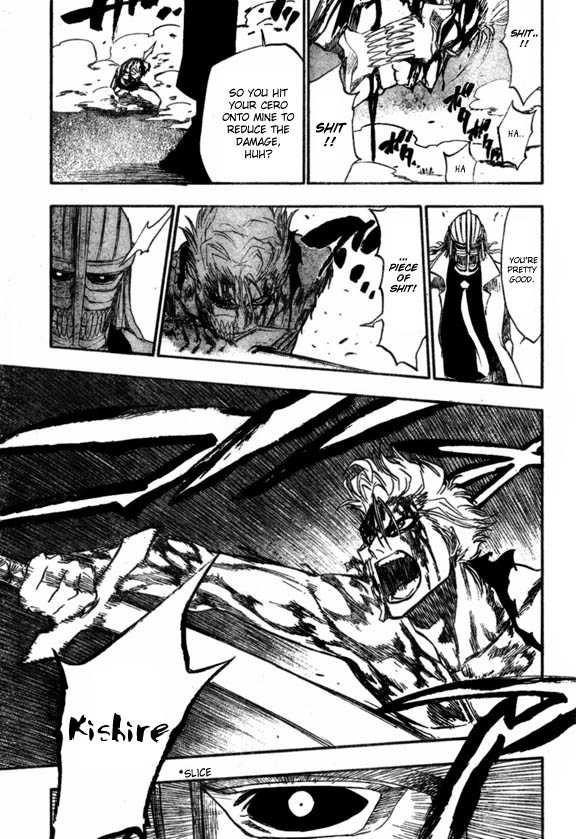 SHIT..
!!
HA..
HA
SHIT
!!
SO YOU HIT
YOUR CERO
ONTO MINE TO
REDUCE THE
DAMAGE,
HUH?
YOU'RE
PRETTY
GOOD.
...
PIECE
OF
SHIT!
Kishire
*SLICE